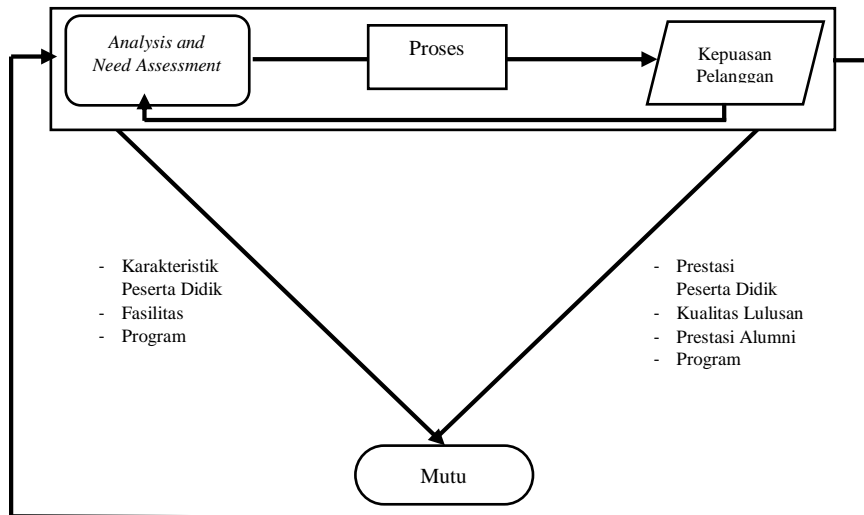 Analysis and
Need Assessment
Proses
Kepuasan
Pelanggan
- Karakteristik
Peserta Didik
- Fasilitas
- Program
- Prestasi
Peserta Didik
- Kualitas Lulusan
- Prestasi Alumni
- Program
Mutu